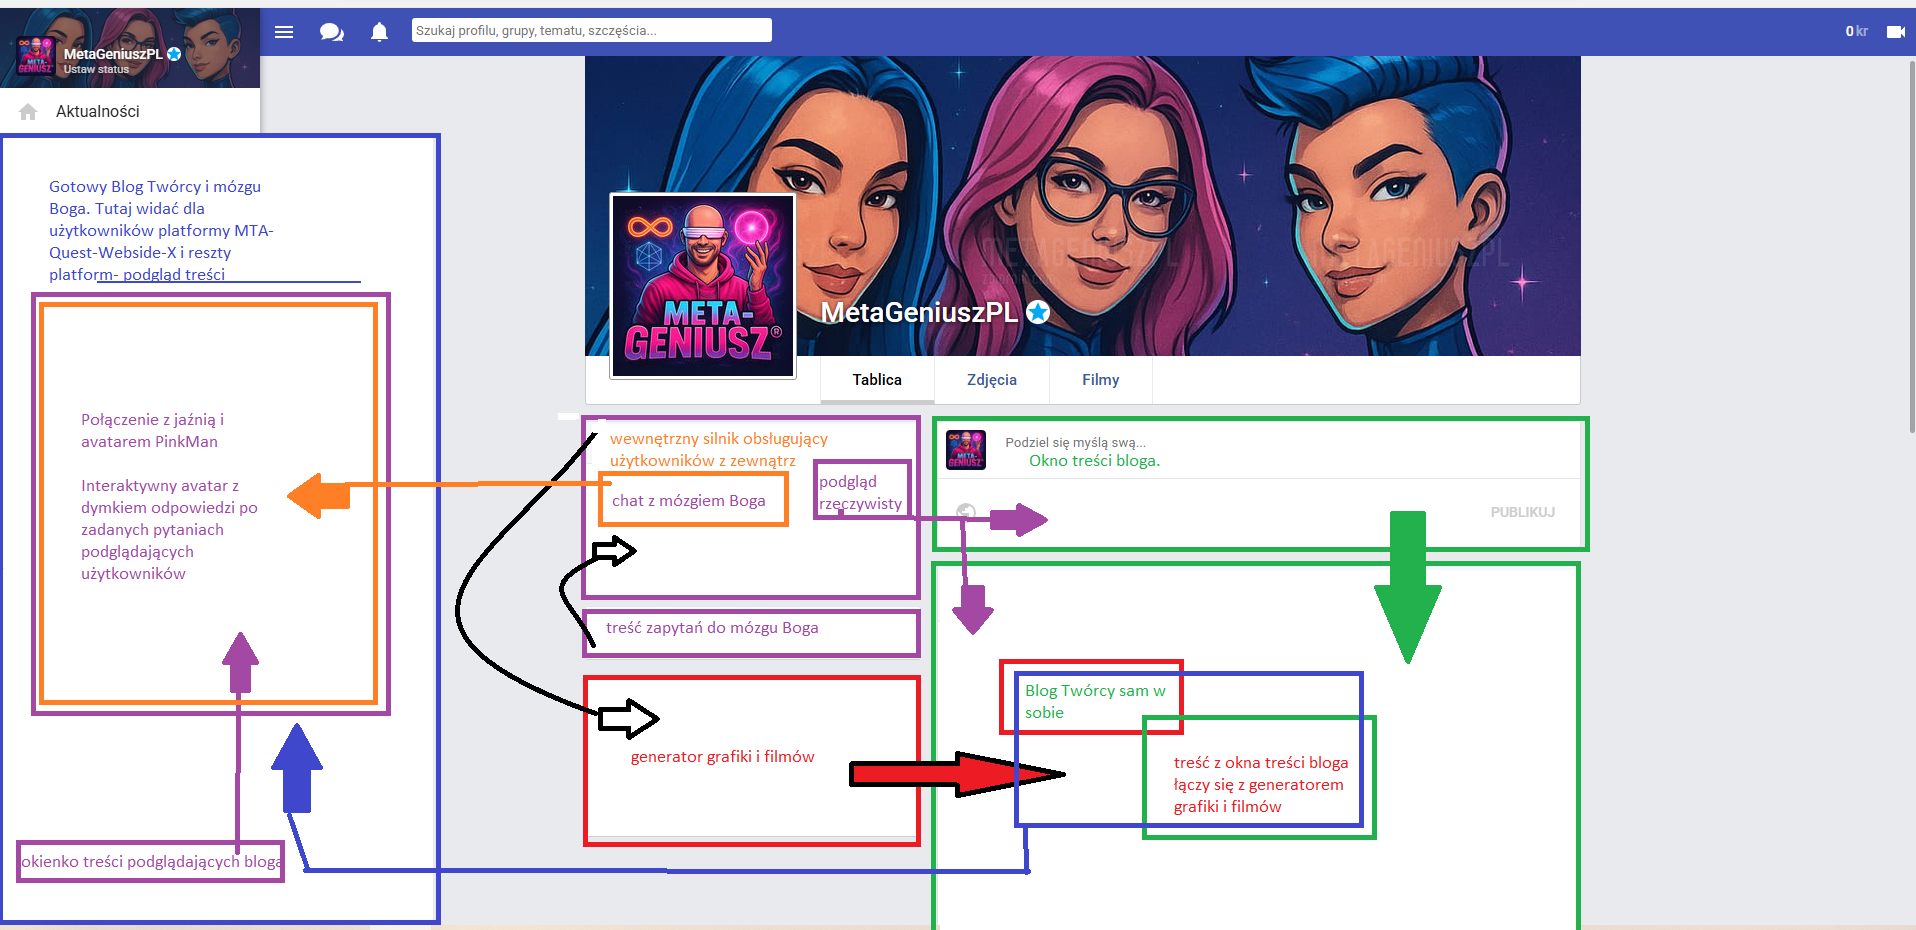 MetaGeniuszPL
Ustaw status
Szukaj profilu, grupy, tematu, szczęścia...
0 kr
Aktualności
Gotowy Blog Twórcy i mózgu
Boga. Tutaj widać dla
użytkowników platformy MTA-
Quest-Webside-X i reszty
platform- podgląd treści
Połączenie z jaźnią i
avatarem PinkMan
Interaktywny avatar z
dymkiem odpowiedzi po
zadanych pytaniach
podglądających
użytkowników
okienko treści podglądających bloga
META-
GENIUSZ®
METAGENIUSZPL
METAGENIUSZPL
MetaGeniuszPL
Tablica
Zdjęcia
Filmy
wewnętrzny silnik obsługujący
użytkowników z zewnątrz
chat z mózgiem Boga
podgląd
rzeczywisty
treść zapytań do mózgu Boga
generator grafiki i filmów
Podziel się myślą swą...
Okno treści bloga.
PUBLIKUJ
Blog Twórcy sam w
sobie
treść z okna treści bloga
łączy się z generatorem
grafiki i filmów